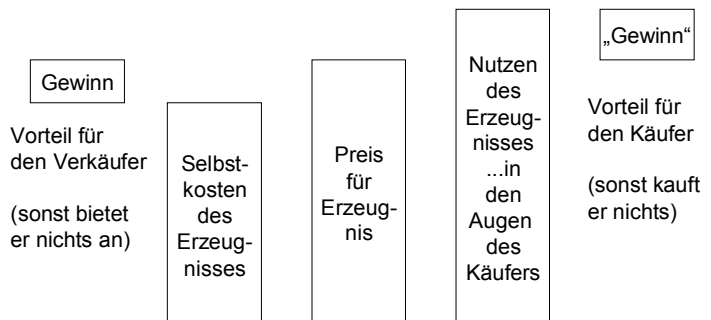 Gewinn
Vorteil für
den Verkäufer
(sonst bietet
er nichts an)
Selbst-
kosten
des
Erzeug-
nisses
Preis
für
Erzeug-
nis
Nutzen
des
Erzeug-
nisses
...in
den
Augen
des
Käufers
„Gewinn“
Vorteil für
den Käufer
(sonst kauft
er nichts)